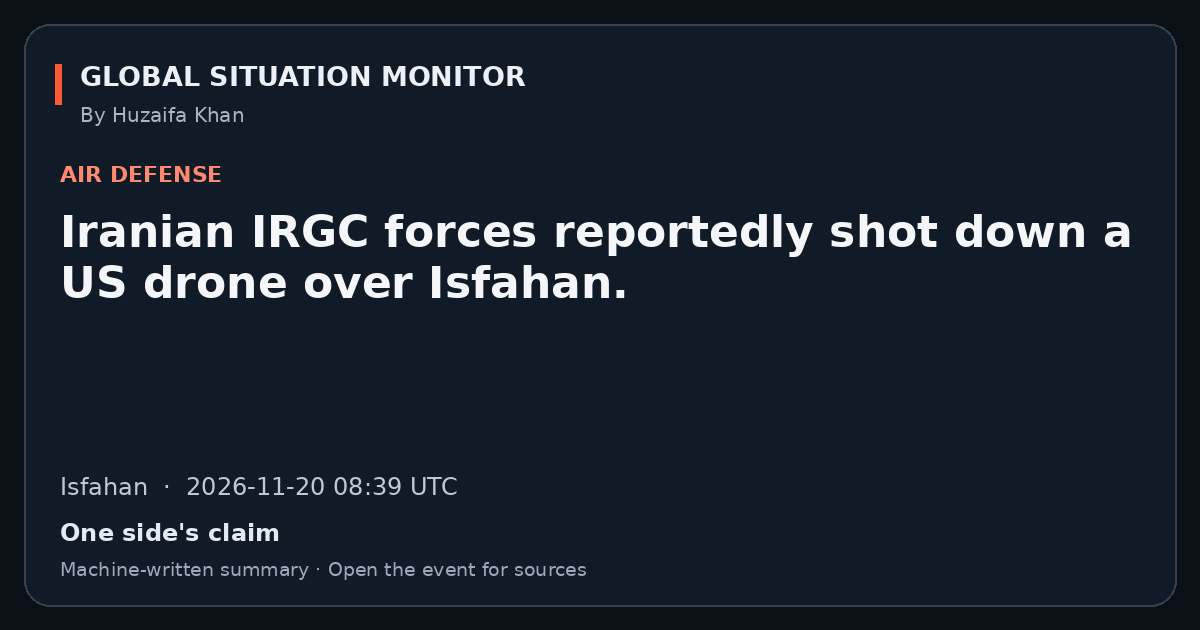 GLOBAL SITUATION MONITOR
By Huzaifa Khan
AIR DEFENSE
Iranian IRGC forces reportedly shot down a
US drone over Isfahan.
Isfahan · 2026-11-20 08:39 UTC
One side's claim
Machine-written summary · Open the event for sources